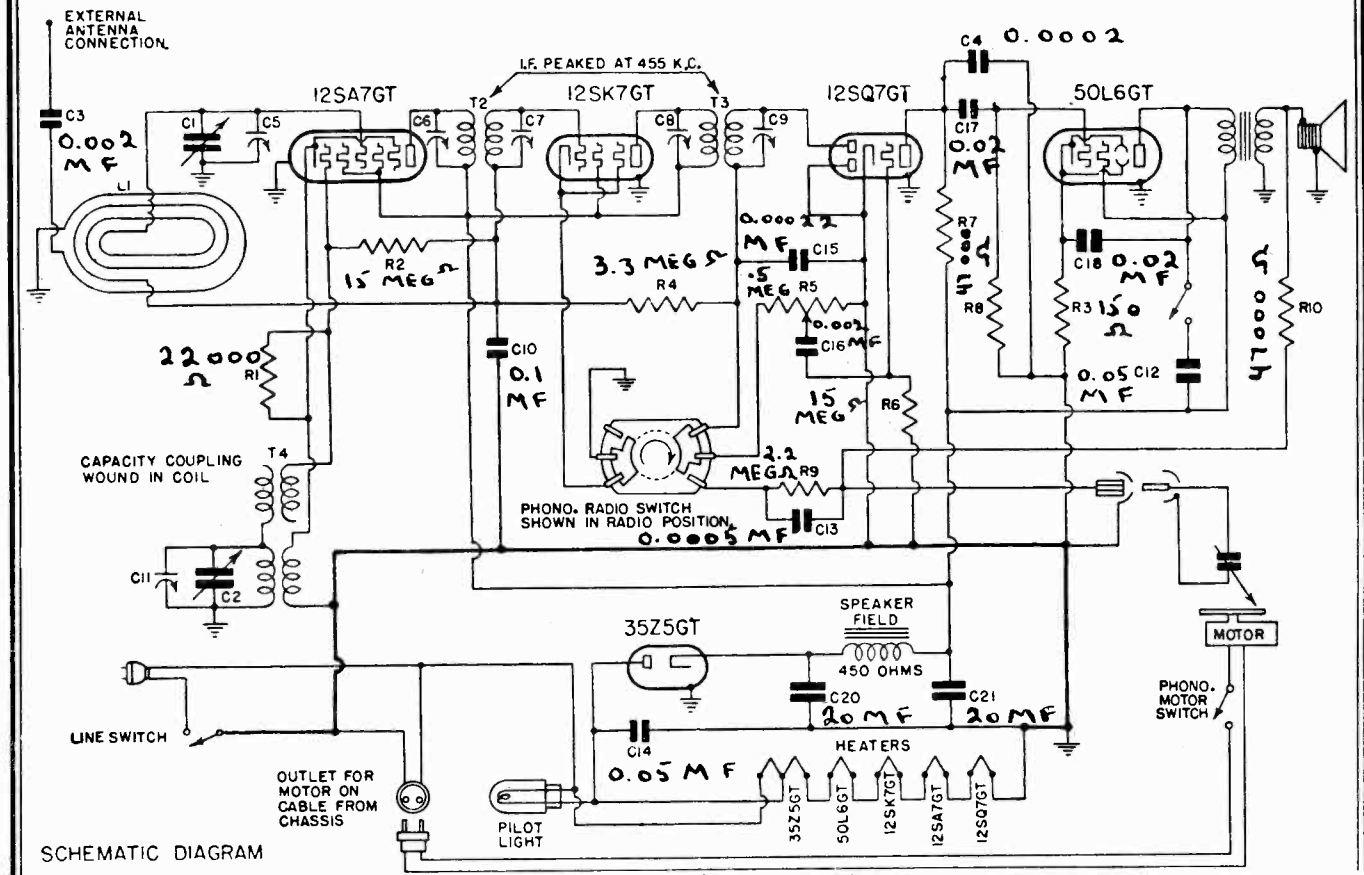 EXTERNAL
ANTENNA
CONNECTION.
C3
0.002
MF
L1
C1
C5
12SA7GT
I.F. PEAKED AT 455 K.C.
C6
T2
C7
12SK7GT
C8
T3
C9
12SQ7GT
C4
0.0002
C17
0.02
MF
50L6GT
R2
15 MEG Ω
3.3 MEG Ω
R4
0.00022
MF
C15
.5
MEG
R5
0.002
MF
C16
15
MEG Ω
R6
R7
47000
Ω
R8
C18
0.02
MF
R3
150
Ω
0.05
MF
C12
47000 Ω
R10
22000
Ω
R1
C10
0.1
MF
CAPACITY COUPLING
WOUND IN COIL
T4
C11
C2
PHONO. RADIO SWITCH
SHOWN IN RADIO POSITION.
2.2
MEGΩ
R9
C13
0.0005 MF
35Z5GT
SPEAKER
FIELD
450 OHMS
C20
20 MF
C21
20 MF
C14
0.05 MF
MOTOR
PHONO.
MOTOR
SWITCH
LINE SWITCH
OUTLET FOR
MOTOR ON
CABLE FROM
CHASSIS
PILOT
LIGHT
HEATERS
35Z5GT
50L6GT
12SK7GT
12SA7GT
12SQ7GT
SCHEMATIC DIAGRAM